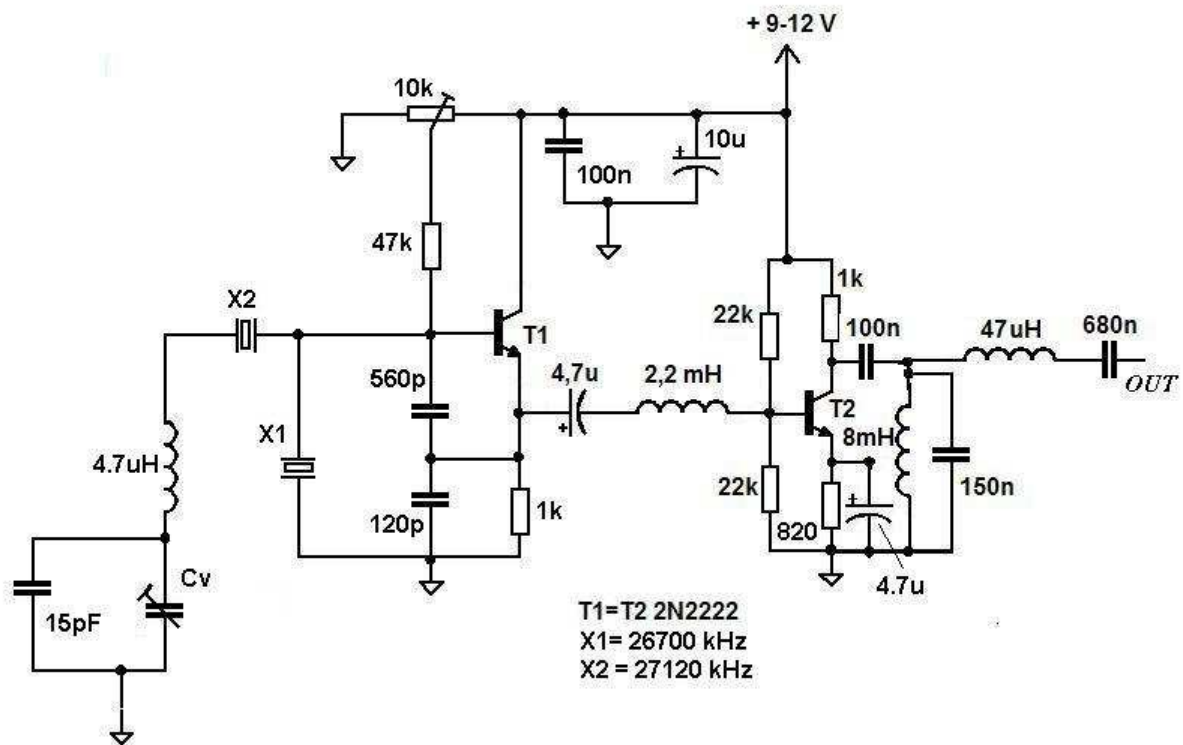 + 9-12 V
10k
10u
100n
47k
1k
X2
22k
T1
100n
47uH
680n
OUT
560p
4,7u
2,2 mH
T2
X1
8mH
4.7uH
22k
150n
120p
1k
820
4.7u
Cv
15pF
T1=T2 2N2222
X1= 26700 kHz
X2 = 27120 kHz